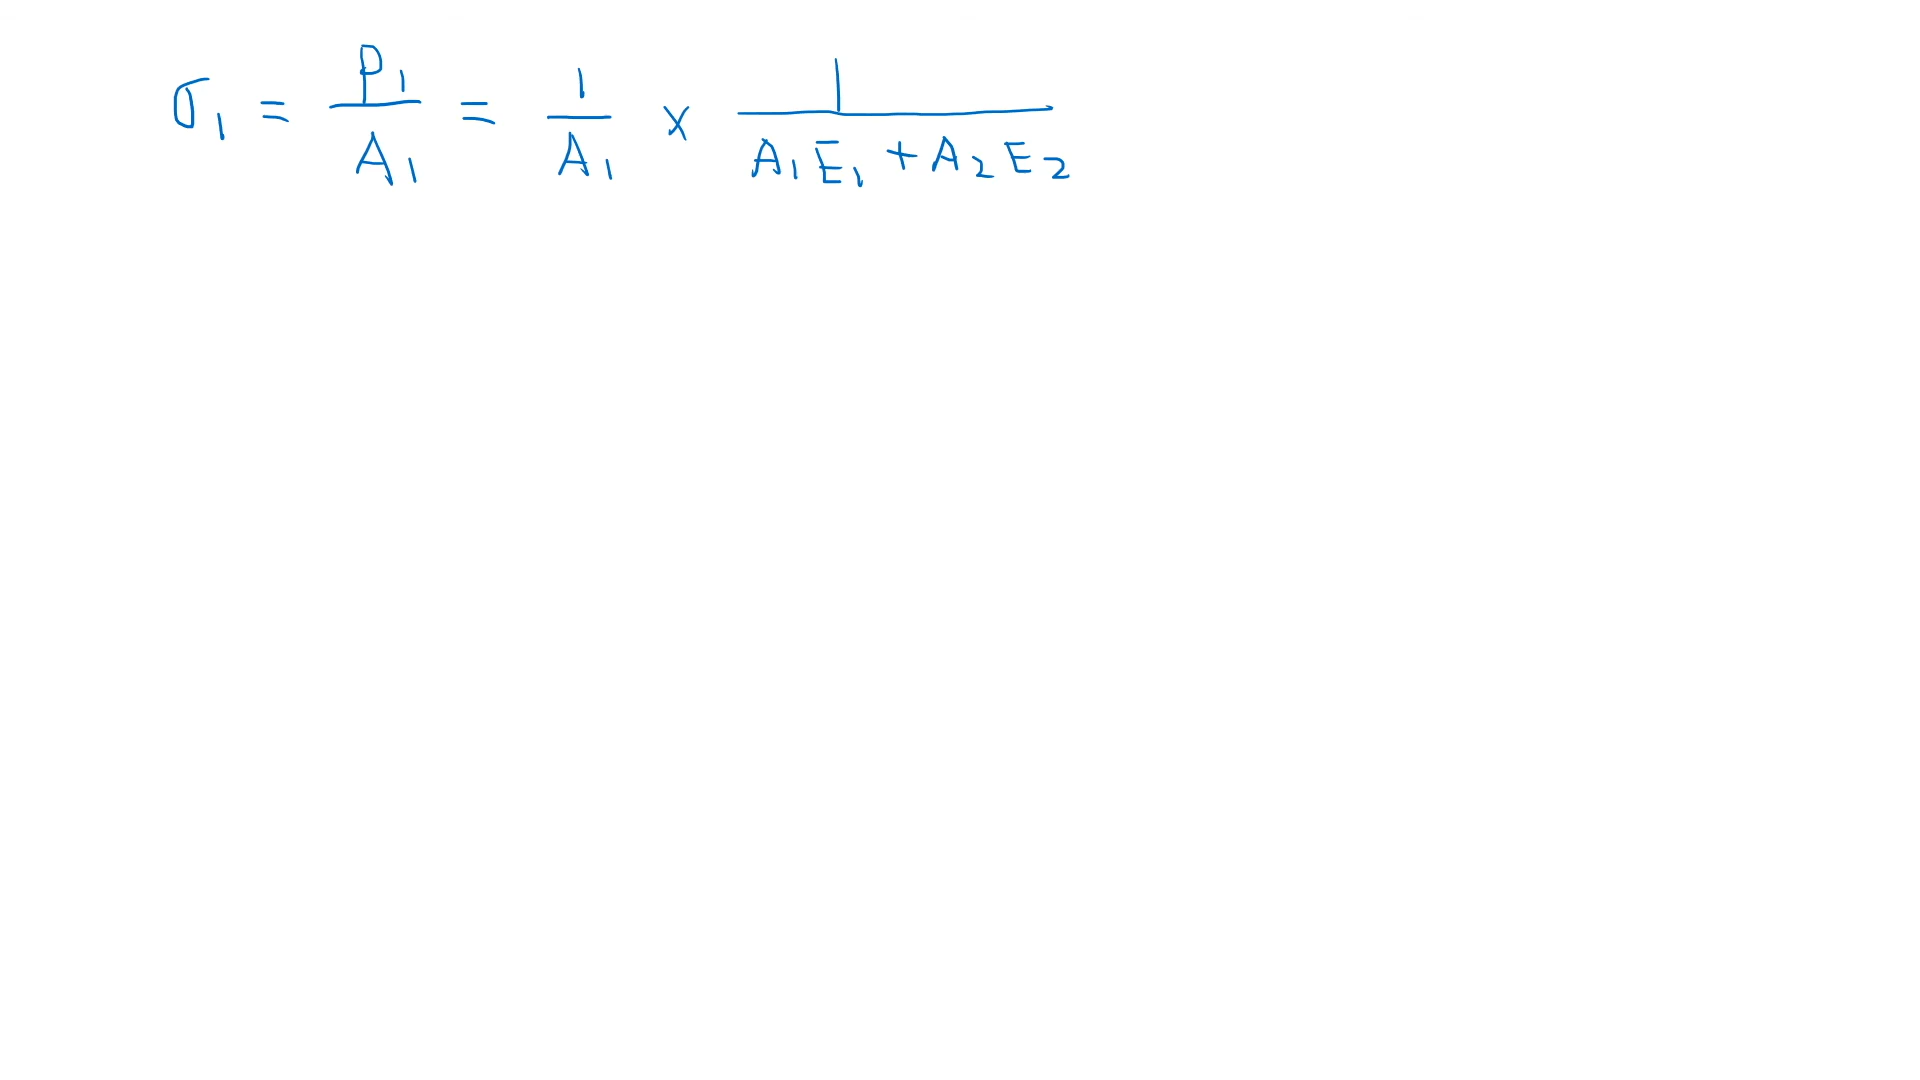 σ₁ = P₁/A₁ = 1/A₁ × 1/(A₁E₁ + A₂E₂)